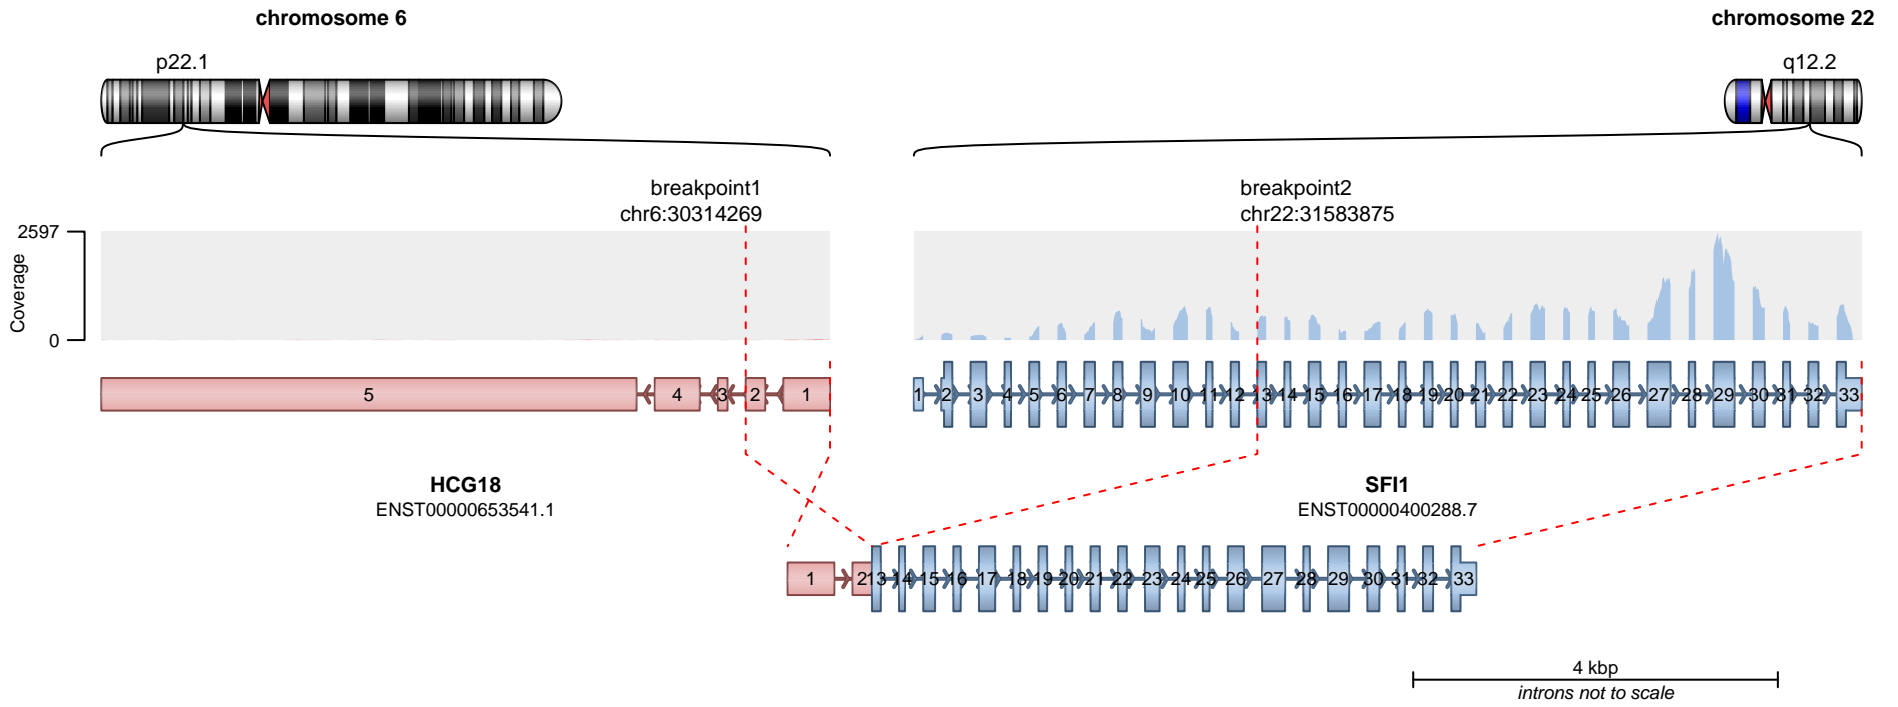 chromosome 6
chromosome 22
p22.1
q12.2
breakpoint1
chr6:30314269
breakpoint2
chr22:31583875
2597
Coverage
0
5 4 3 2 1
1 2 3 4 5 6 7 8 9 10 11 12 13 14 15 16 17 18 19 20 21 22 23 24 25 26 27 28 29 30 31 32 33
HCG18
ENST00000653541.1
SFI1
ENST00000400288.7
1 2 13 14 15 16 17 18 19 20 21 22 23 24 25 26 27 28 29 30 31 32 33
4 kbp
introns not to scale